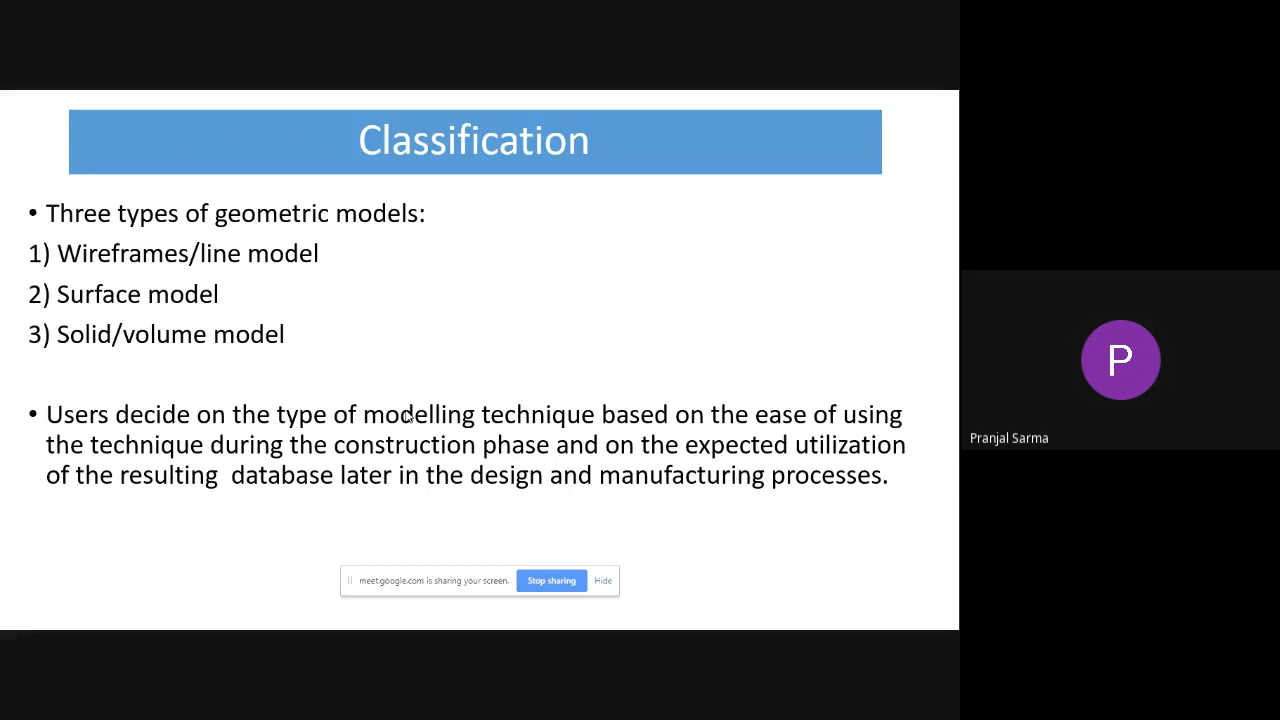 Classification
• Three types of geometric models:
1) Wireframes/line model
2) Surface model
3) Solid/volume model
• Users decide on the type of modelling technique based on the ease of using
the technique during the construction phase and on the expected utilization
of the resulting  database later in the design and manufacturing processes.
meet.google.com is sharing your screen. Stop sharing Hide
P
Pranjal Sarma